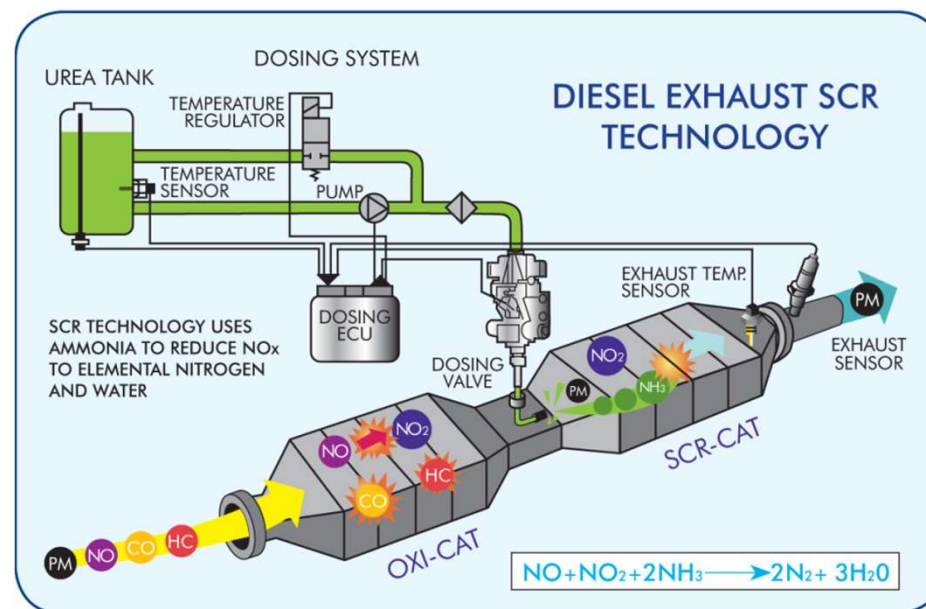 DIESEL EXHAUST SCR
TECHNOLOGY
DOSING SYSTEM
UREA TANK
TEMPERATURE
REGULATOR
TEMPERATURE
SENSOR
PUMP
DOSING
ECU
EXHAUST TEMP.
SENSOR
PM
EXHAUST
SENSOR
SCR TECHNOLOGY USES
AMMONIA TO REDUCE NOx
TO ELEMENTAL NITROGEN
AND WATER
DOSING
VALVE
NO₂
PM
NH₃
SCR-CAT
NO
NO₂
CO
HC
OXI-CAT
PM
NO
CO
HC
NO+NO₂+2NH₃→2N₂+ 3H₂0